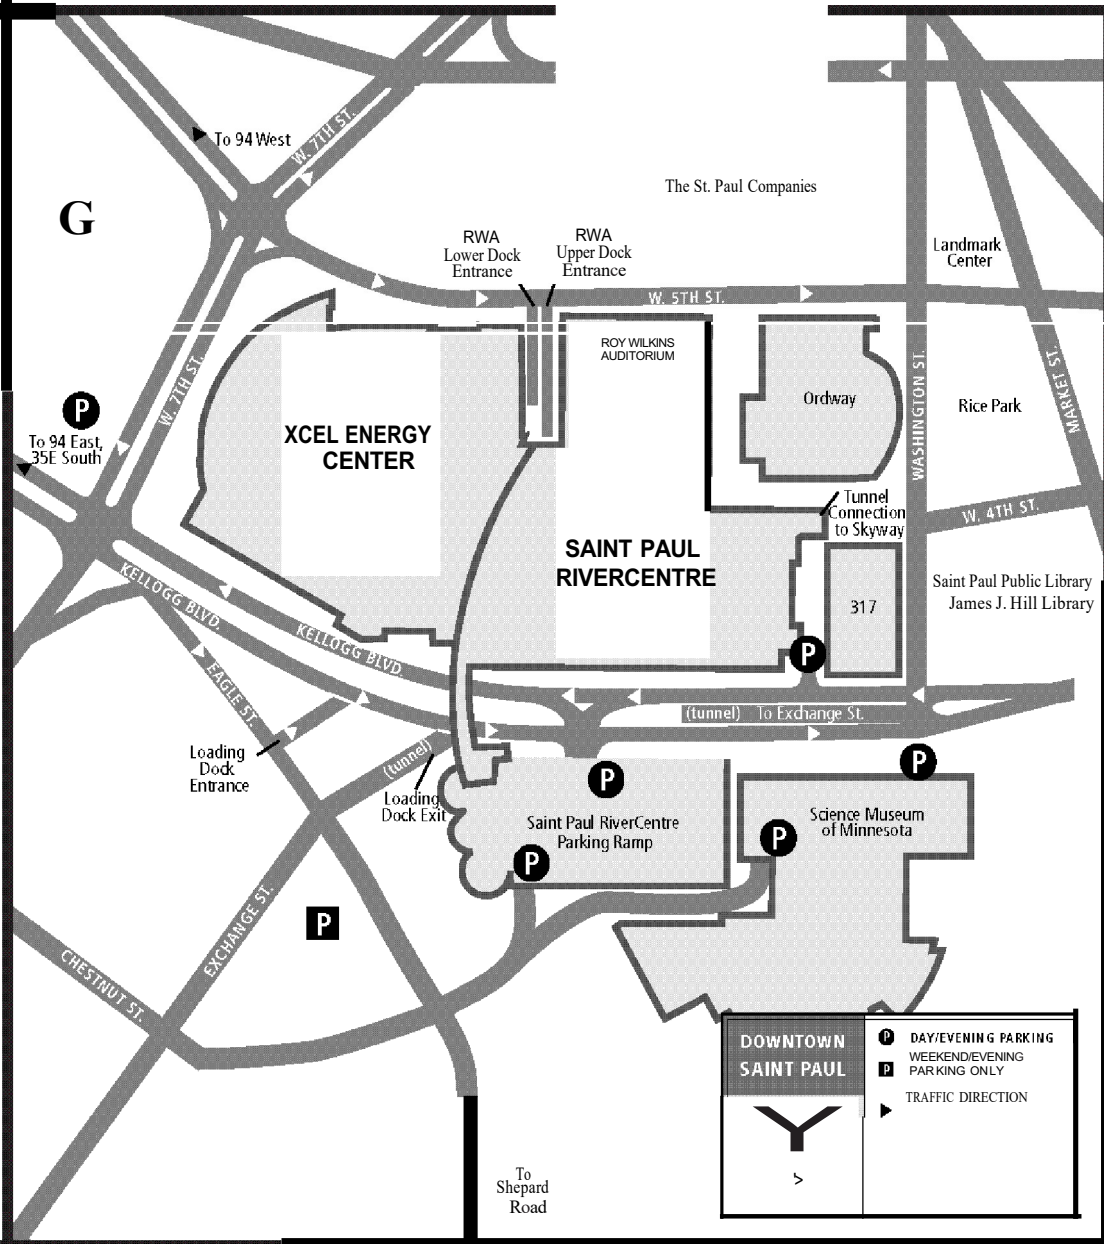 To 94 West
W. 7TH ST.
The St. Paul Companies
G
RWA
Lower Dock
Entrance
RWA
Upper Dock
Entrance
Landmark
Center
W. 5TH ST.
ROY WILKINS
AUDITORIUM
W. 7TH ST.
WASHINGTON ST.
MARKET ST.
Ordway
Rice Park
P
To 94 East,
35E South
XCEL ENERGY
CENTER
Tunnel
Connection
to Skyway
W. 4TH ST.
SAINT PAUL
RIVERCENTRE
317
Saint Paul Public Library
James J. Hill Library
KELLOGG BLVD.
KELLOGG BLVD.
P
EAGLE ST.
(tunnel) To Exchange St.
Loading
Dock
Entrance
(tunnel)
Loading
Dock Exit
P
P
Saint Paul RiverCentre
Parking Ramp
P
P
Science Museum
of Minnesota
P
EXCHANGE ST.
CHESTNUT ST.
DOWNTOWN
SAINT PAUL
P DAY/EVENING PARKING
P WEEKEND/EVENING
PARKING ONLY
TRAFFIC DIRECTION
To
Shepard
Road